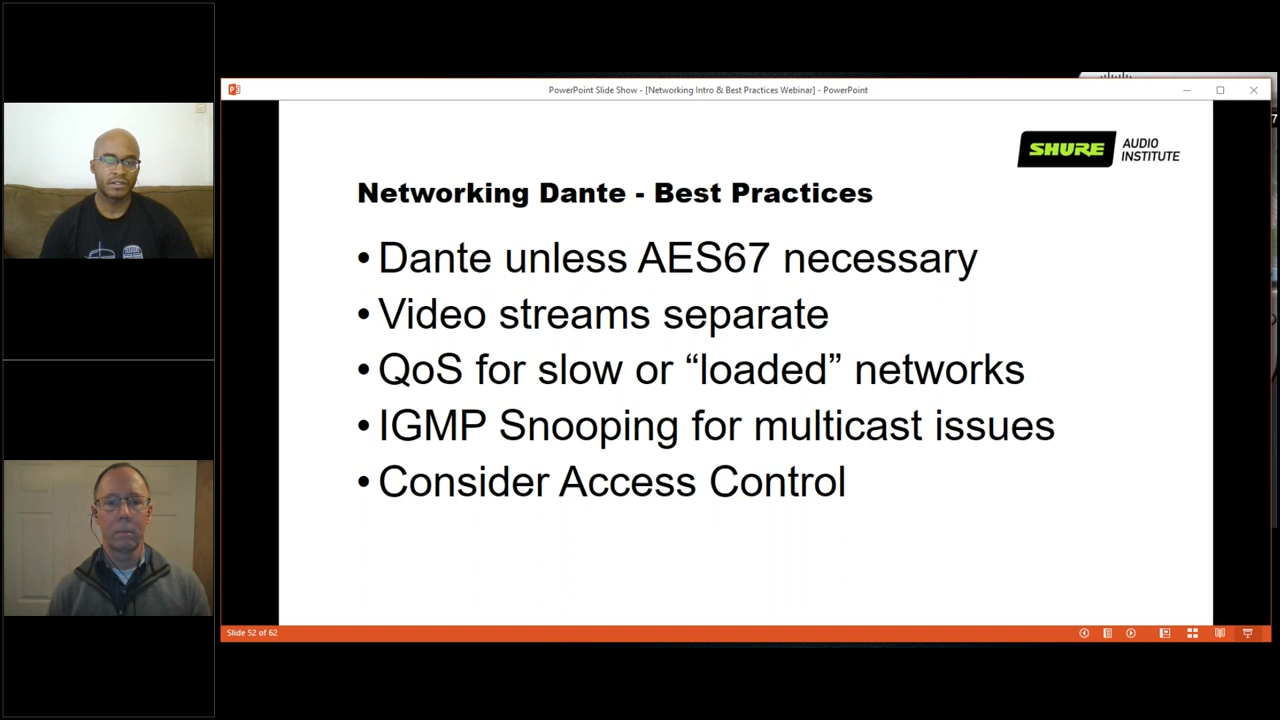 PowerPoint Slide Show - [Networking Intro & Best Practices Webinar] - PowerPoint
SHURE AUDIO INSTITUTE
Networking Dante - Best Practices
• Dante unless AES67 necessary
• Video streams separate
• QoS for slow or “loaded” networks
• IGMP Snooping for multicast issues
• Consider Access Control
Slide 52 of 62